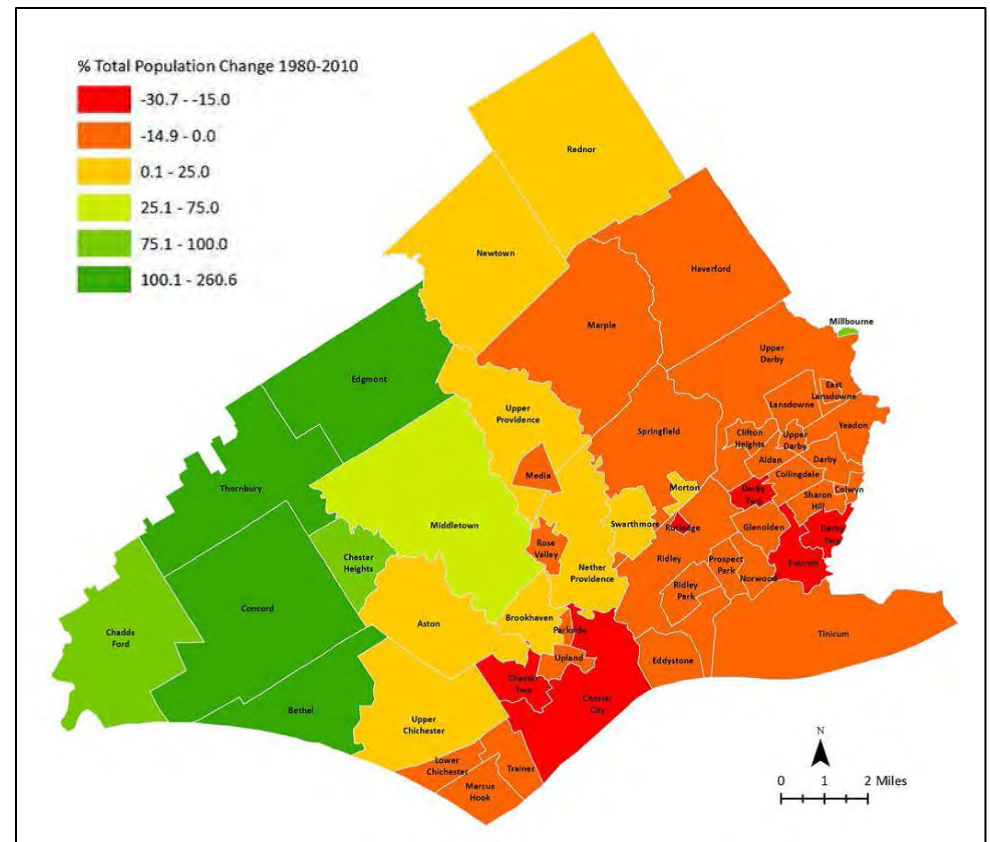 % Total Population Change 1980-2010
-30.7 - -15.0
-14.9 - 0.0
0.1 - 25.0
25.1 - 75.0
75.1 - 100.0
100.1 - 260.6
Radnor
Newtown
Haverford
Marple
Millbourne
Upper
Darby
Edgmont
East
Lansdowne
Lansdowne
Upper
Providence
Yeadon
Springfield
Clifton
Heights
Upper
Darby
Aldan
Darby
Collingdale
Media
Thornbury
Morton
Darby
Twp
Colwyn
Sharon
Hill
Middletown
Swarthmore
Rutledge
Glenolden
Darby
Twp
Rose
Valley
Chester
Heights
Ridley
Prospect
Park
Folcroft
Nether
Providence
Norwood
Ridley
Park
Concord
Aston
Brookhaven
Chadds
Ford
Parkside
Tinicum
Upland
Eddystone
Chester
Twp
Chester
City
Bethel
Upper
Chichester
Lower
Chichester
Trainer
Marcus
Hook
N
0 1 2 Miles